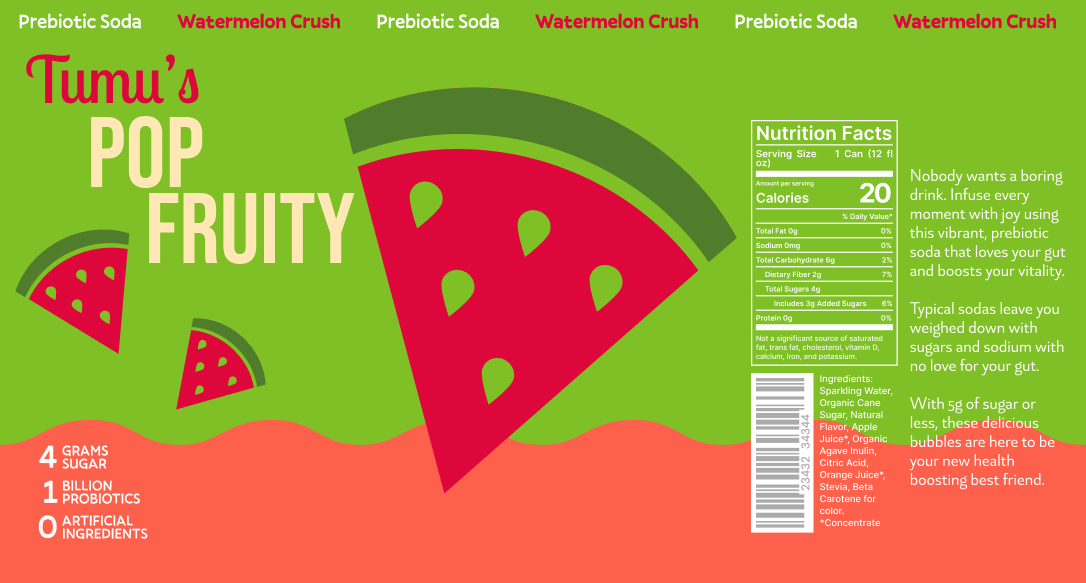 Prebiotic Soda Watermelon Crush Prebiotic Soda Watermelon Crush Prebiotic Soda Watermelon Crush
Tumu's
POP
FRUITY
4 GRAMS
SUGAR
1 BILLION
PROBIOTICS
0 ARTIFICIAL
INGREDIENTS
Nutrition Facts
Serving Size 1 Can (12 fl
oz)
Amount per serving
Calories 20
% Daily Value*
Total Fat 0g 0%
Sodium 0mg 0%
Total Carbohydrate 6g 2%
Dietary Fiber 2g 7%
Total Sugars 4g
Includes 3g Added Sugars 6%
Protein 0g 0%
Not a significant source of saturated
fat, trans fat, cholesterol, vitamin D,
calcium, iron, and potassium.
23432 34344
Ingredients:
Sparkling Water,
Organic Cane
Sugar, Natural
Flavor, Apple
Juice*, Organic
Agave Inulin,
Citric Acid,
Orange Juice*,
Stevia, Beta
Carotene for
color.
*Concentrate
Nobody wants a boring
drink. Infuse every
moment with joy using
this vibrant, prebiotic
soda that loves your gut
and boosts your vitality.
Typical sodas leave you
weighed down with
sugars and sodium with
no love for your gut.
With 5g of sugar or
less, these delicious
bubbles are here to be
your new health
boosting best friend.